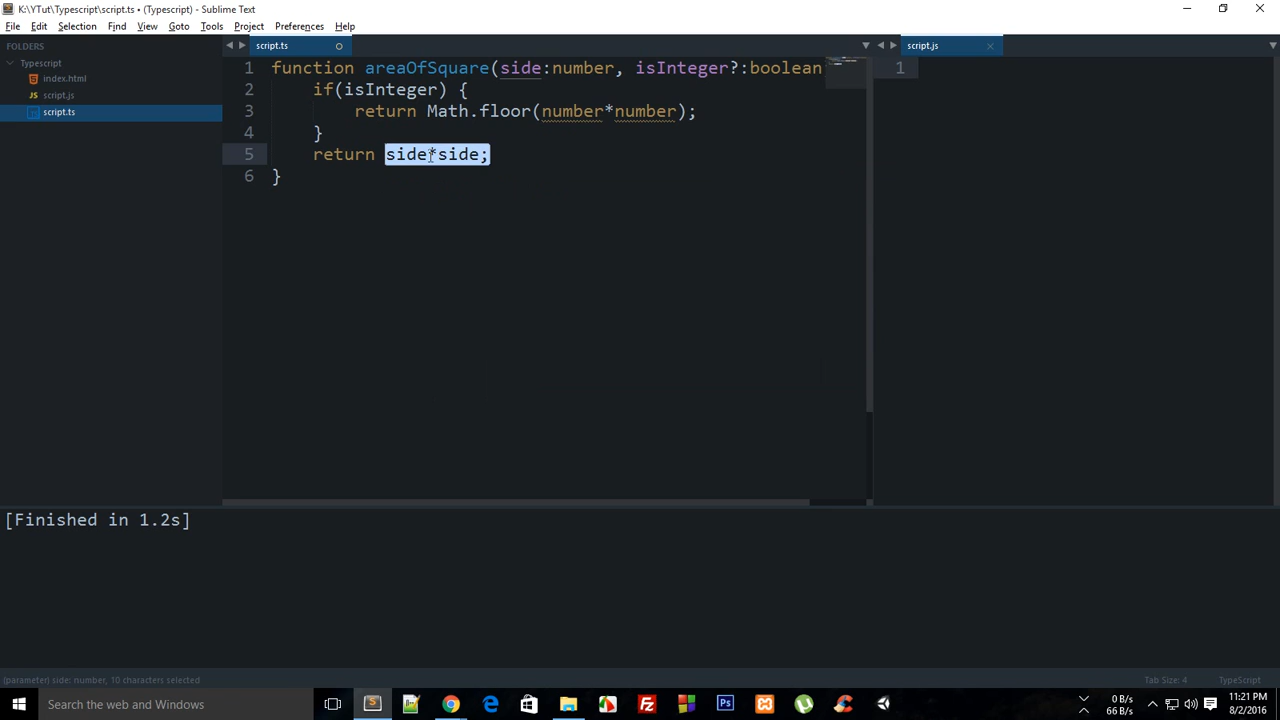 K:\YTut\Typescript\script.ts • (Typescript) - Sublime Text
File Edit Selection Find View Goto Tools Project Preferences Help
FOLDERS
Typescript
index.html
script.js
script.ts
script.ts
script.js
1 function areaOfSquare(side:number, isInteger?:boolean
2 if(isInteger) {
3 return Math.floor(number*number);
4 }
5 return side*side;
6 }
1
[Finished in 1.2s]
(parameter) side: number, 10 characters selected
Tab Size: 4
TypeScript
Search the web and Windows
0 B/s
66 B/s
11:21 PM
8/2/2016